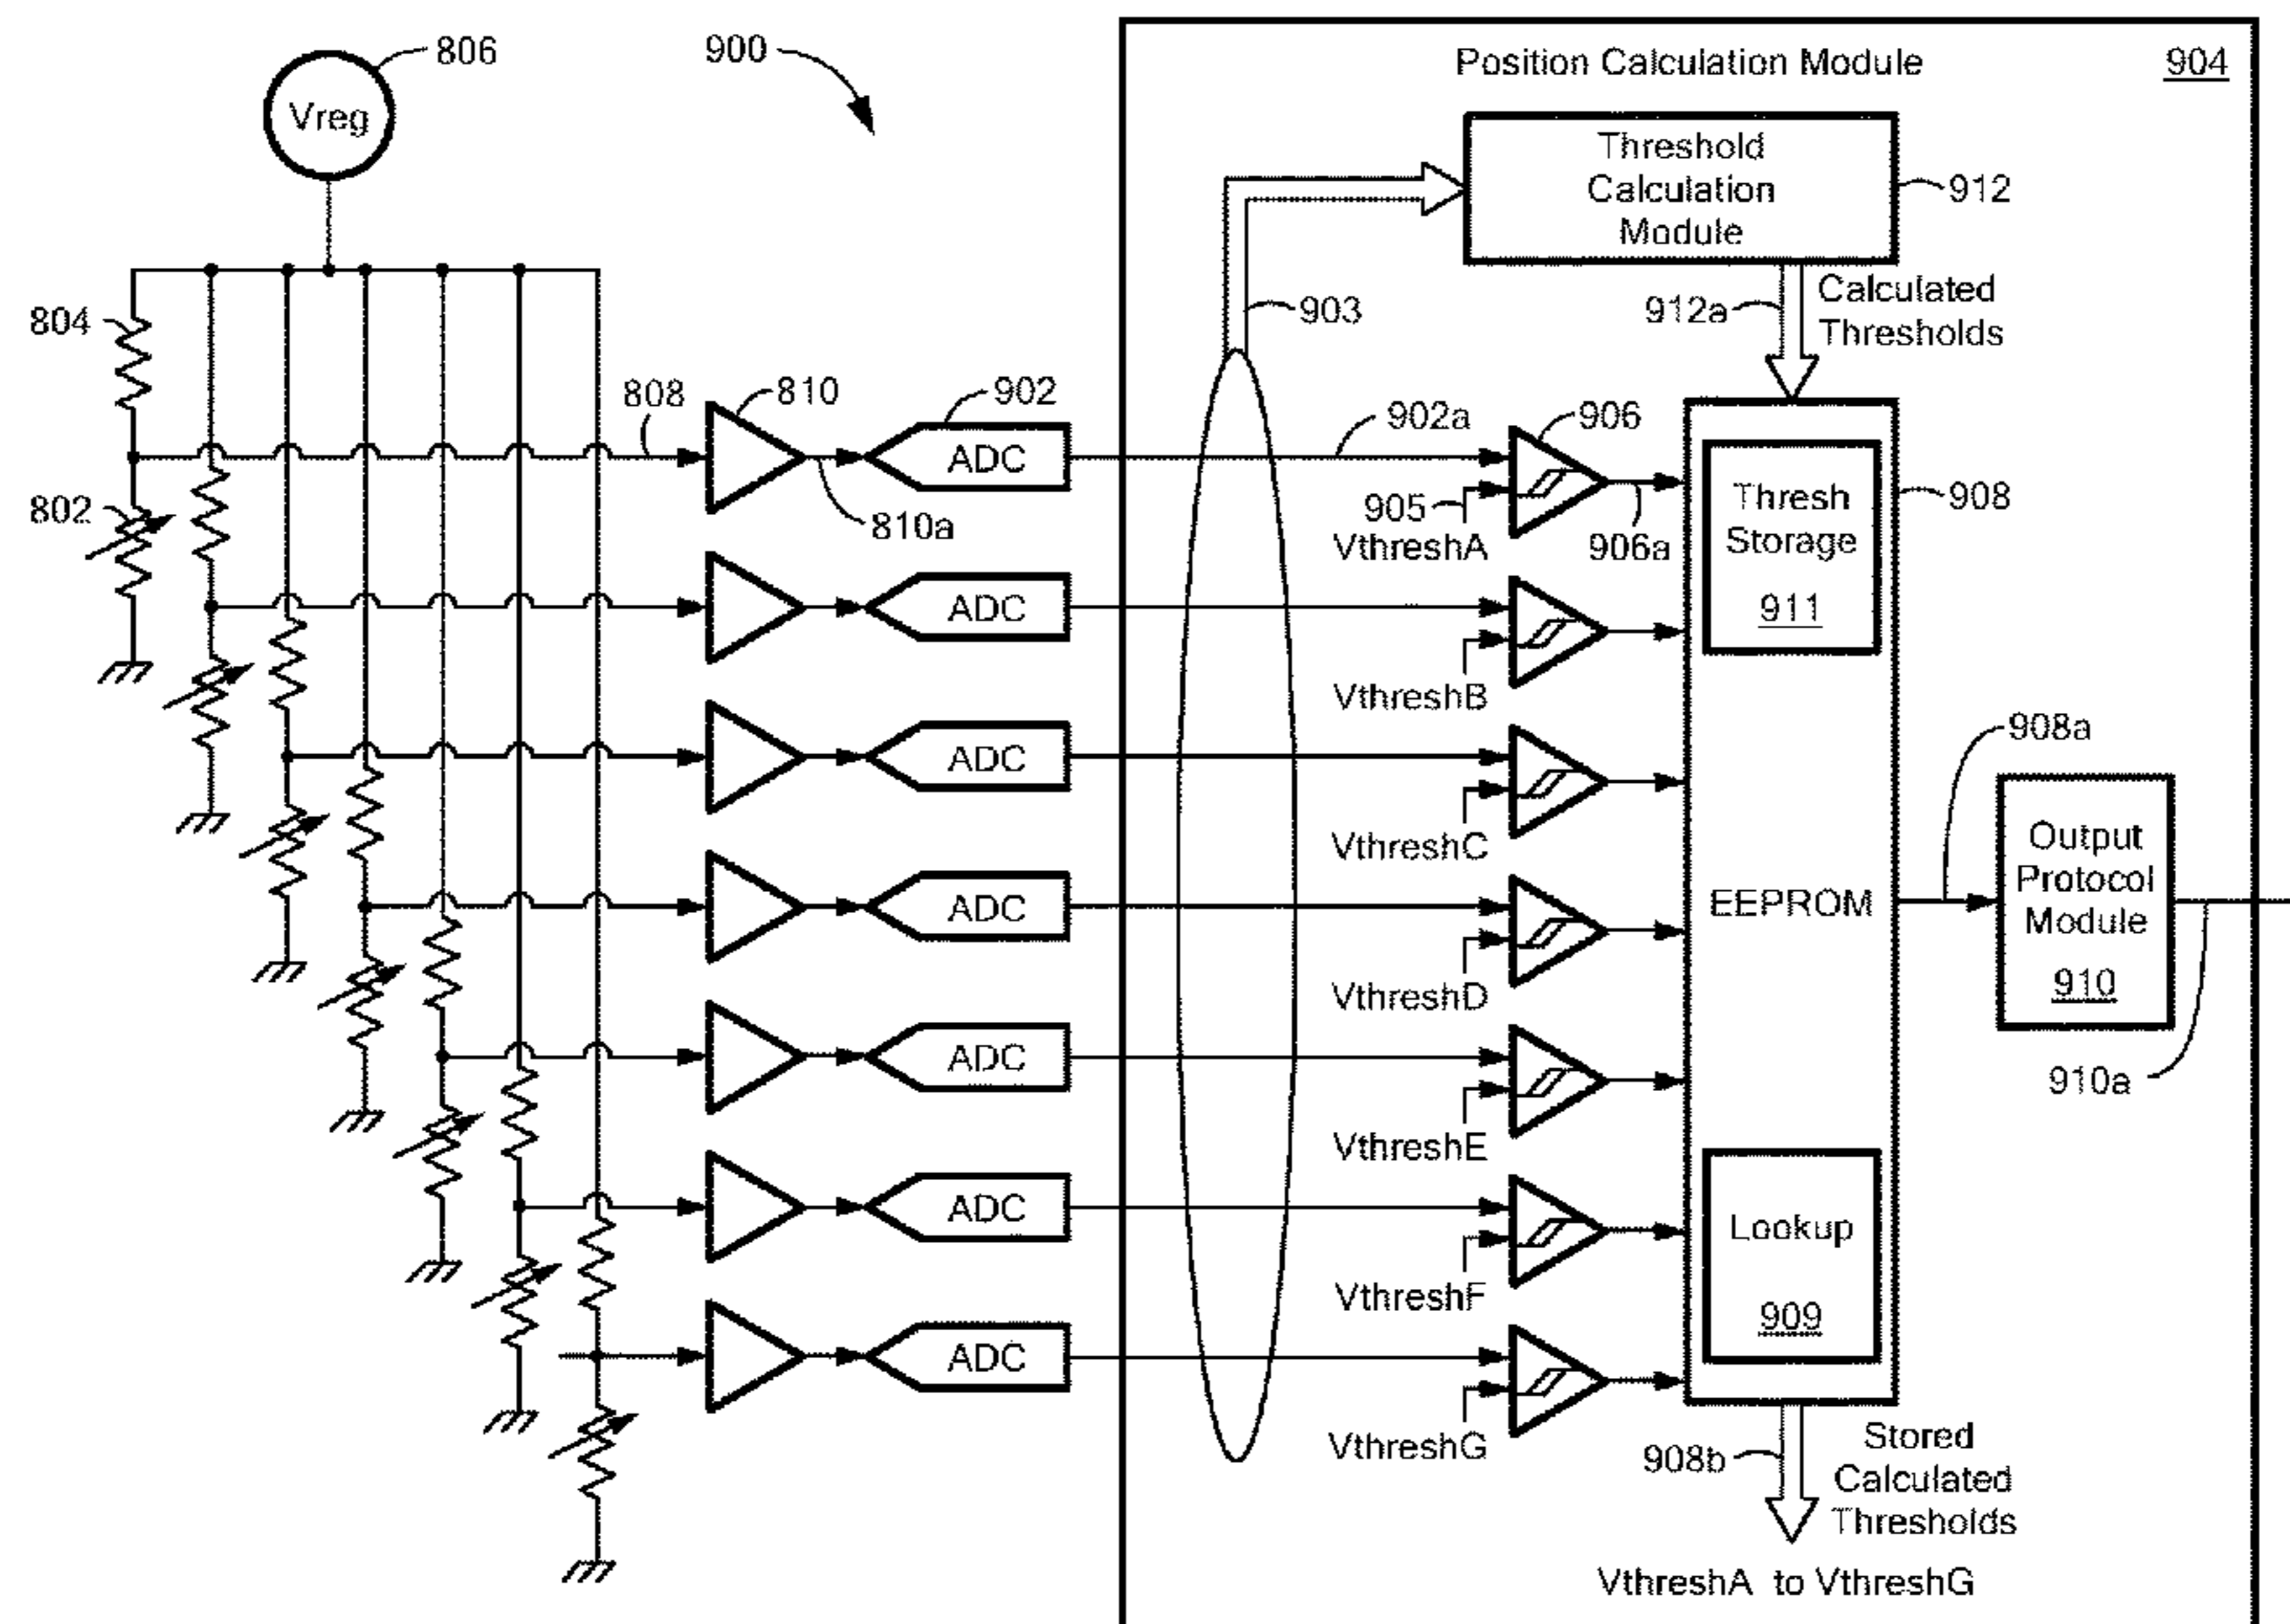 806
Vreg
900
Position Calculation Module
904
Threshold
Calculation
Module
912
804
903
912a
Calculated
Thresholds
808
810
902
902a
906
ADC
802
810a
905
VthreshA
906a
Thresh
Storage
911
908
ADC
VthreshB
ADC
VthreshC
908a
ADC
VthreshD
EEPROM
Output
Protocol
Module
910
ADC
VthreshE
910a
ADC
VthreshF
Lookup
909
ADC
VthreshG
908b
Stored
Calculated
Thresholds
VthreshA to VthreshG